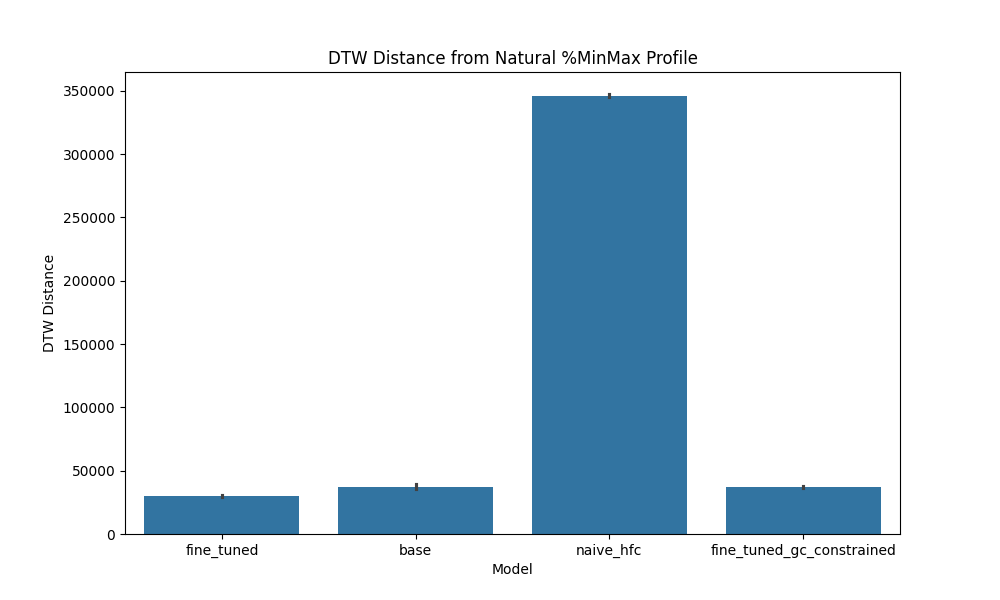 DTW Distance from Natural %MinMax Profile
350000
300000
250000
200000
150000
100000
50000
0
DTW Distance
fine_tuned base naive_hfc fine_tuned_gc_constrained
Model